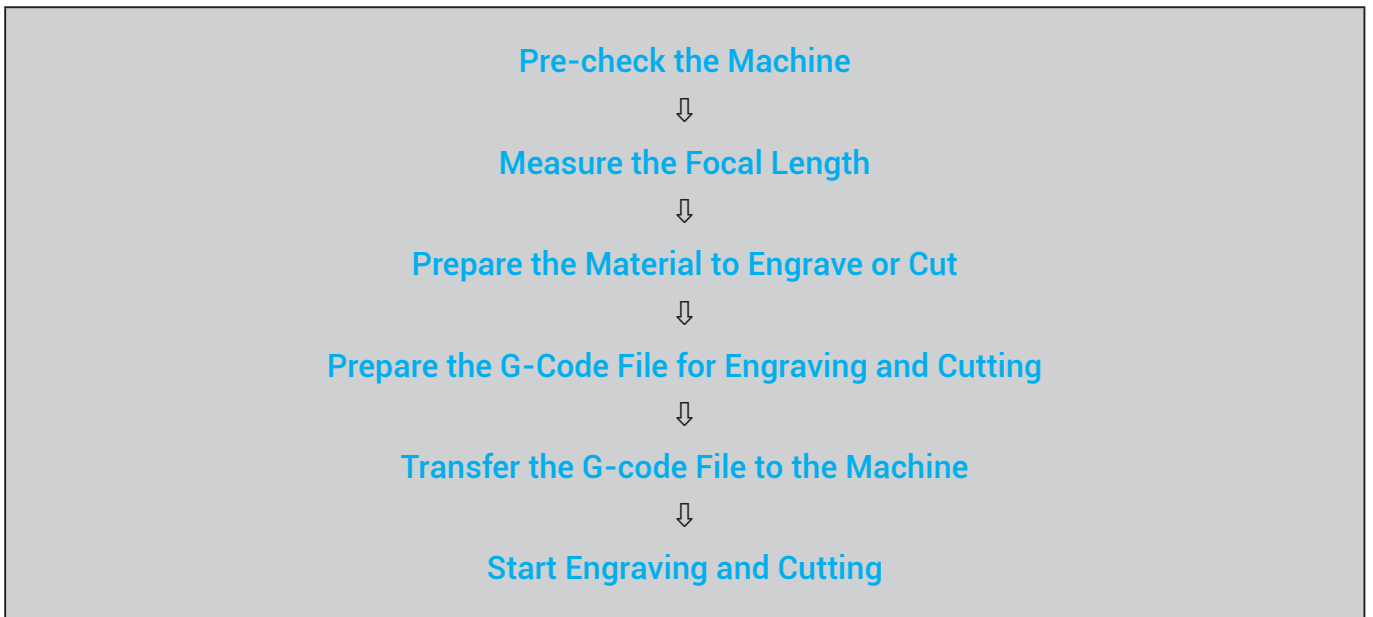 Pre-check the Machine
⇩
Measure the Focal Length
⇩
Prepare the Material to Engrave or Cut
⇩
Prepare the G-Code File for Engraving and Cutting
⇩
Transfer the G-code File to the Machine
⇩
Start Engraving and Cutting